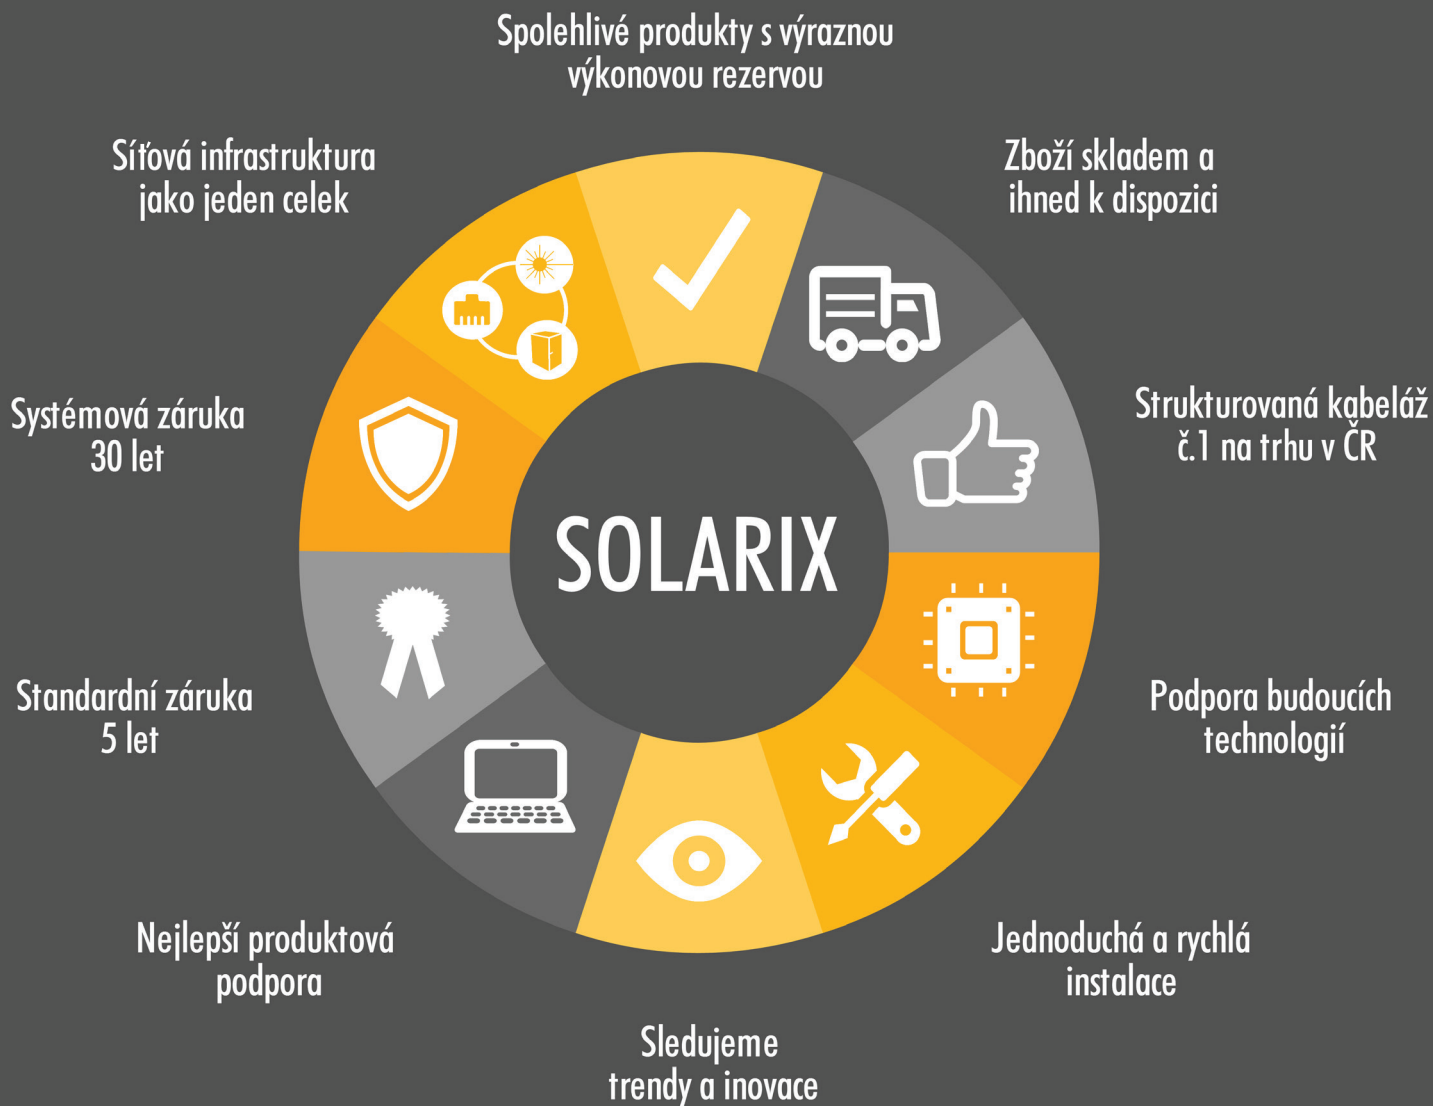 Spolehlivé produkty s výraznou
výkonovou rezervou
Síťová infrastruktura
jako jeden celek
Zboží skladem a
ihned k dispozici
Systémová záruka
30 let
Strukturovaná kabeláž
č.1 na trhu v ČR
SOLARIX
Standardní záruka
5 let
Podpora budoucích
technologií
Nejlepší produktová
podpora
Jednoduchá a rychlá
instalace
Sledujeme
trendy a inovace